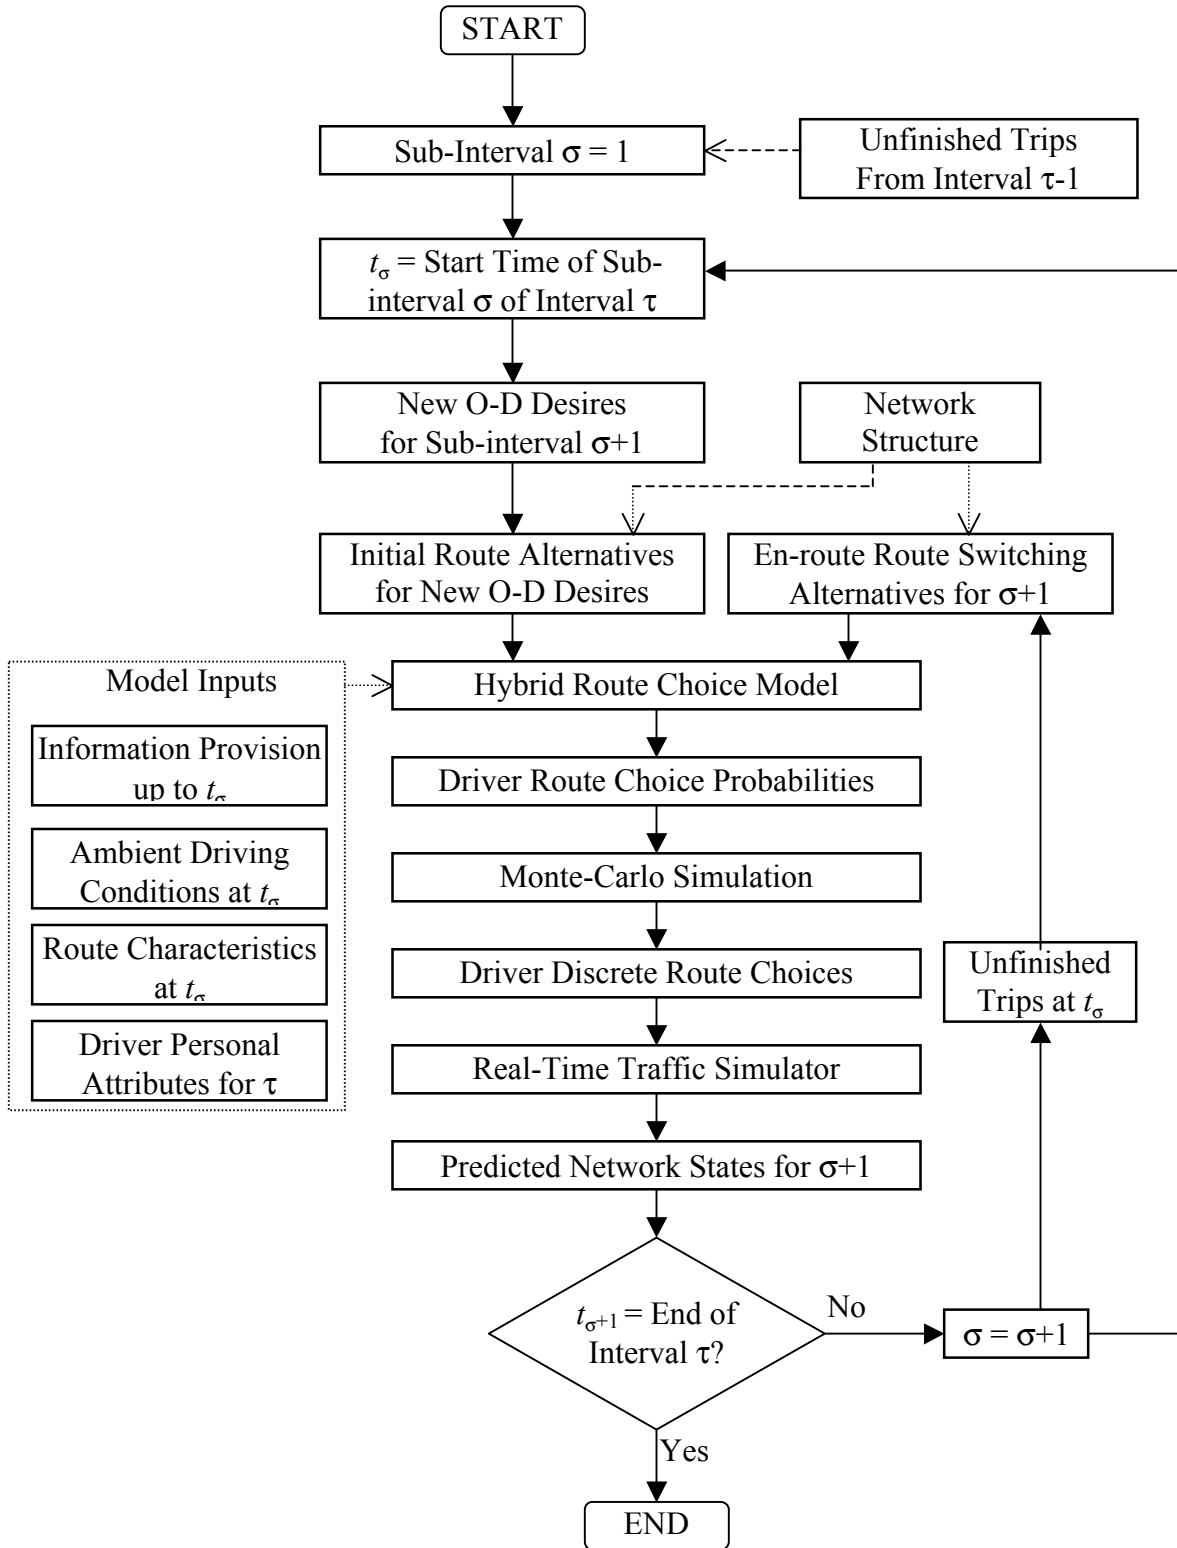 START
Sub-Interval σ = 1
Unfinished Trips
From Interval τ-1
tσ = Start Time of Sub-
interval σ of Interval τ
New O-D Desires
for Sub-interval σ+1
Network
Structure
Initial Route Alternatives
for New O-D Desires
En-route Route Switching
Alternatives for σ+1
Model Inputs
Hybrid Route Choice Model
Information Provision
up to tσ
Driver Route Choice Probabilities
Ambient Driving
Conditions at tσ
Monte-Carlo Simulation
Route Characteristics
at tσ
Driver Discrete Route Choices
Unfinished
Trips at tσ
Driver Personal
Attributes for τ
Real-Time Traffic Simulator
Predicted Network States for σ+1
tσ+1 = End of
Interval τ?
No
σ = σ+1
Yes
END